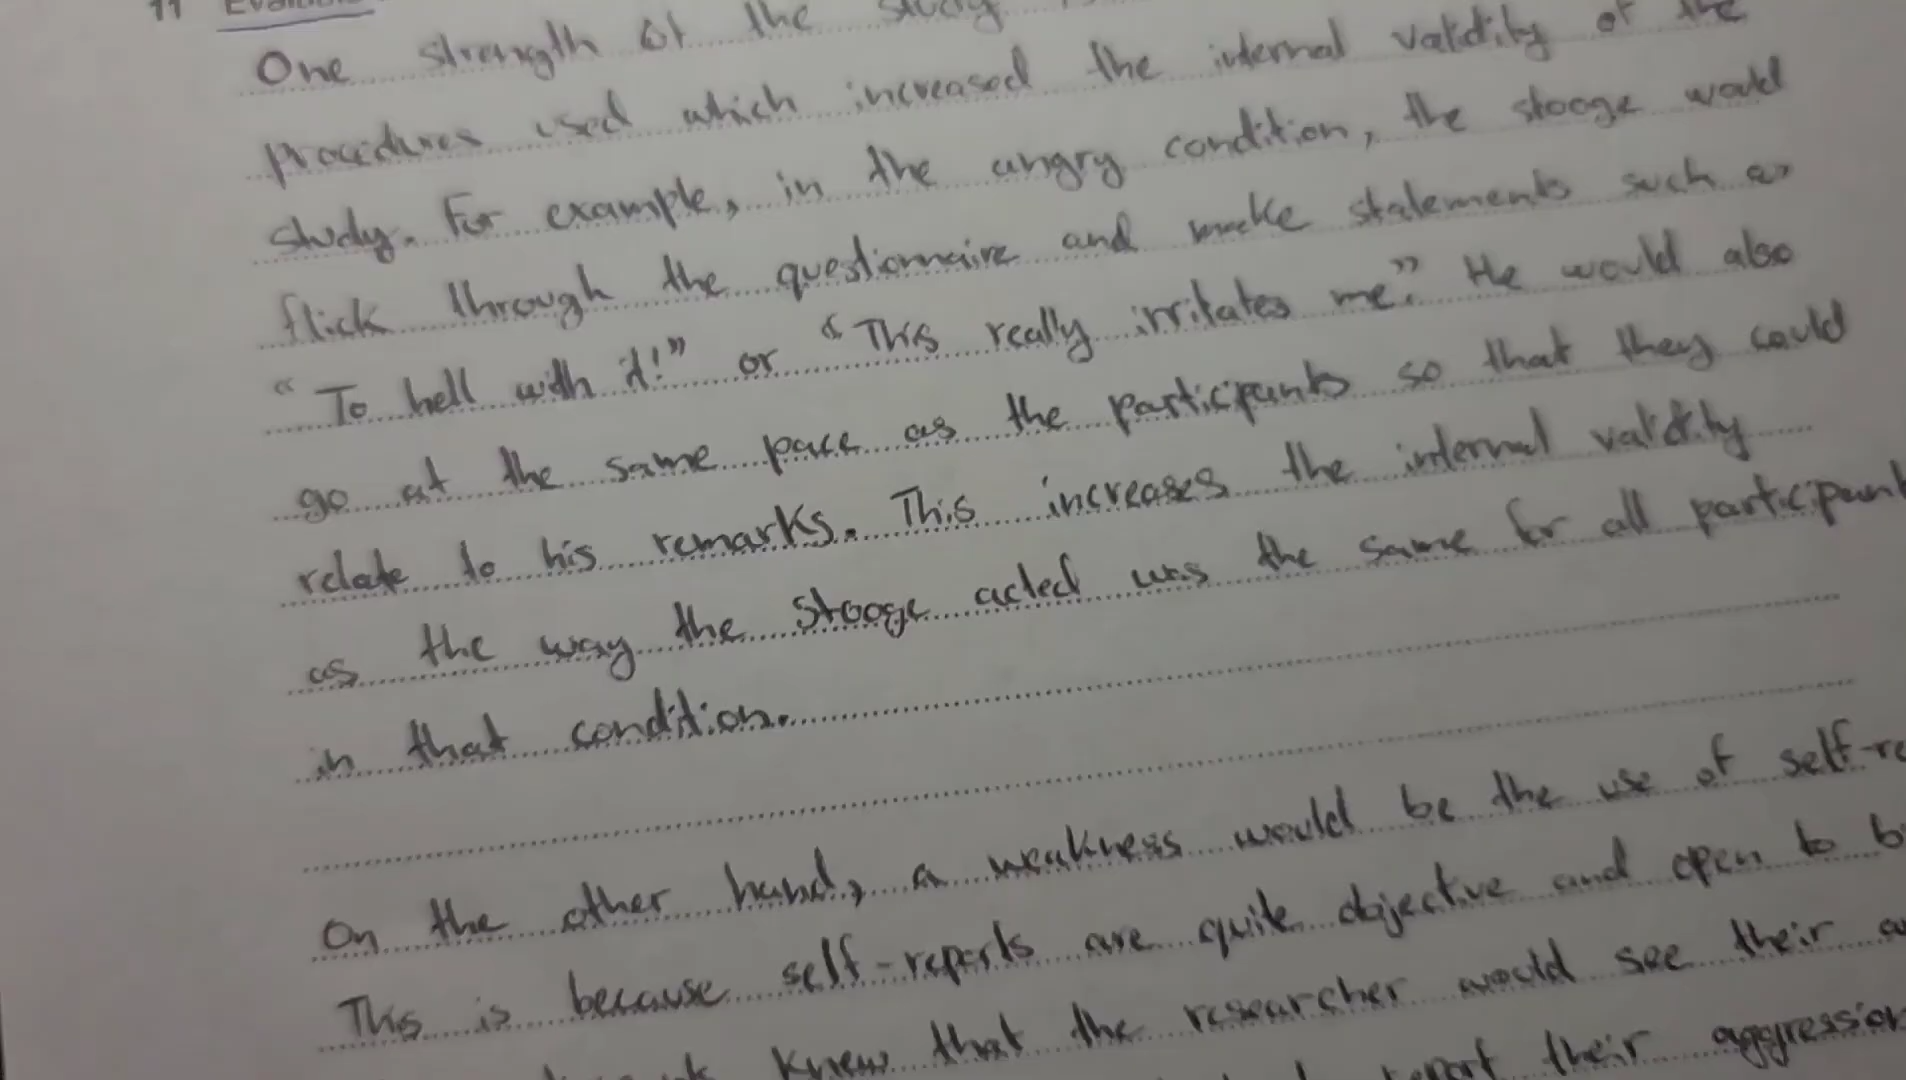 11
One strength of the study
procedures used which increased the internal validity of the
study. For example, in the angry condition, the stooge would
flick through the questionnaire and make statements such as
"To hell with it!" or "This really irritates me." He would also
go at the same pace as the participants so that they could
relate to his remarks. This increases the internal validity
as the way the stooge acted was the same for all participant
in that condition.
On the other hand, a weakness would be the use of self-re
This is because self-reports are quite objective and open to b
knew that the researcher would see their
report their aggression